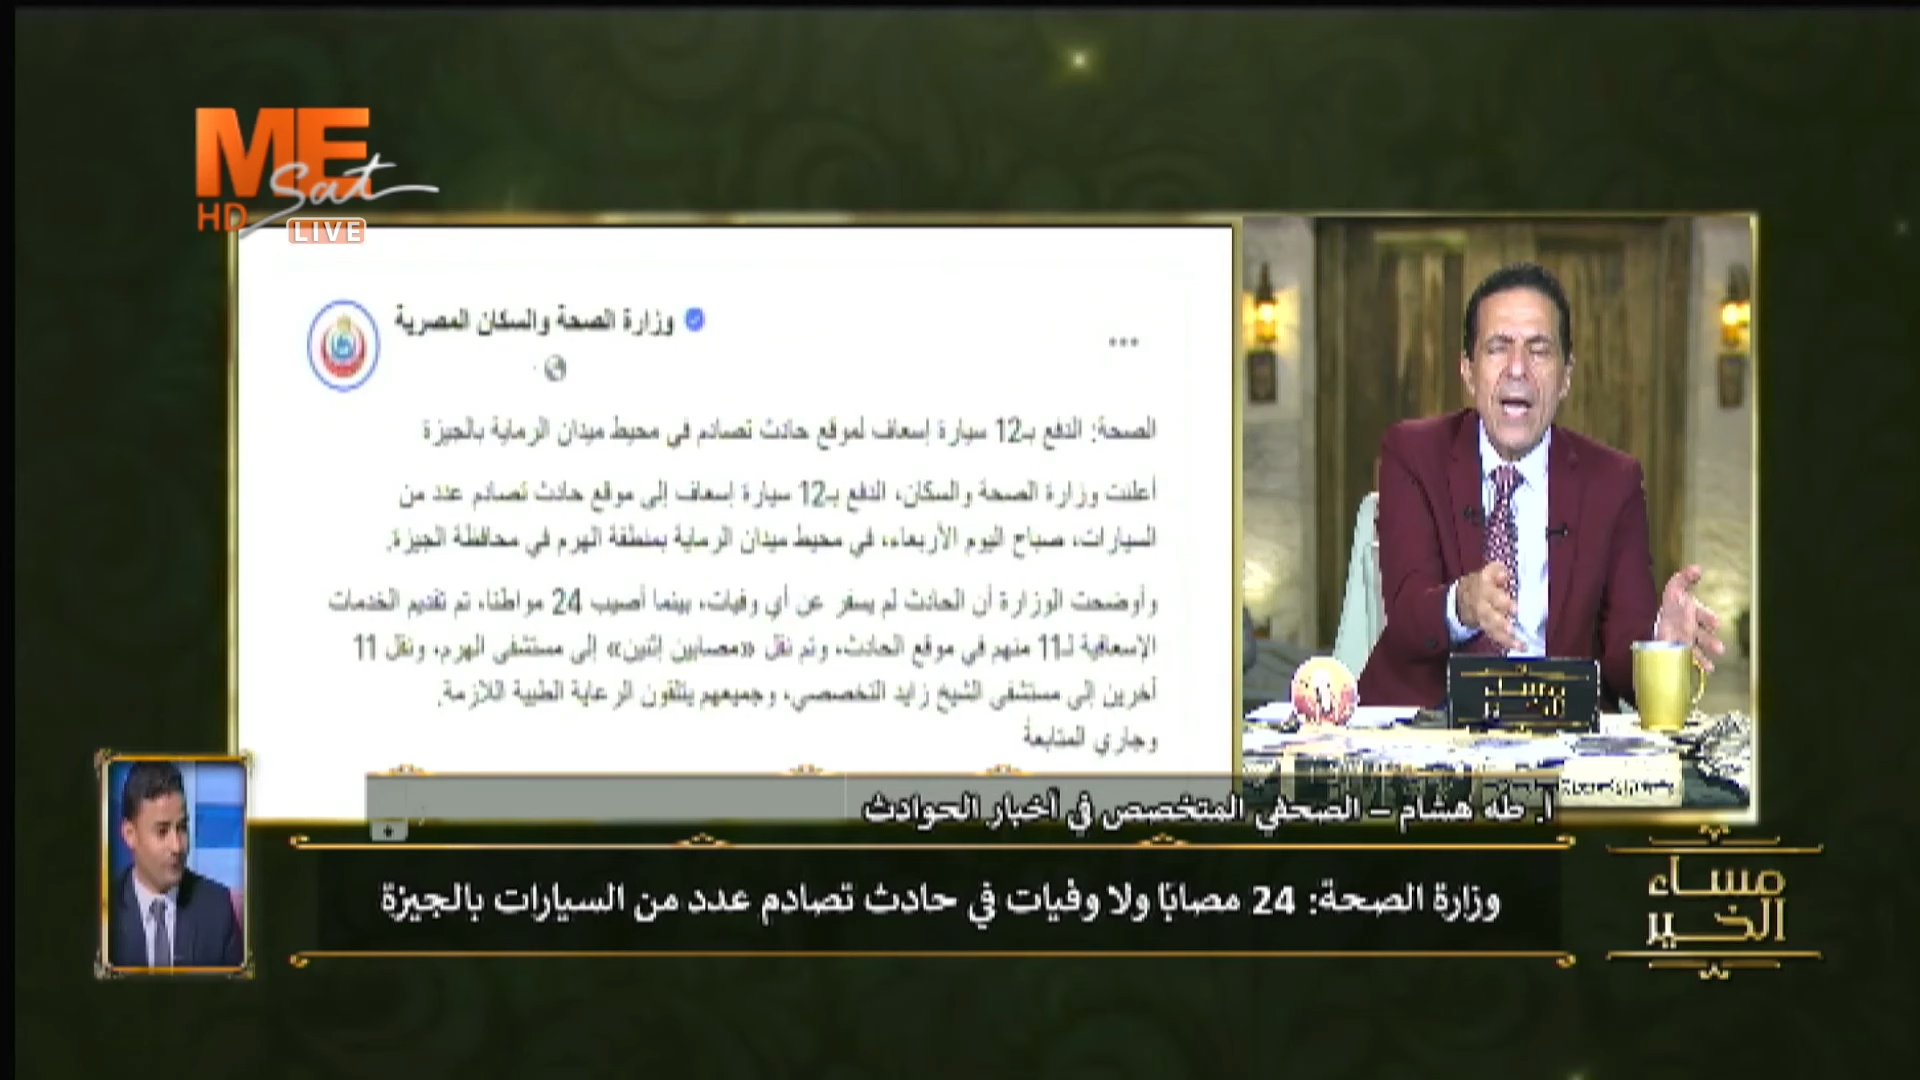 ME
Sat
HD
LIVE
وزارة الصحة والسكان المصرية
الصحة: الدفع بـ12 سيارة إسعاف لموقع حادث تصادم في محيط ميدان الرماية بالجيزة
أعلنت وزارة الصحة والسكان، الدفع بـ12 سيارة إسعاف إلى موقع حادث تصادم عدد من
السيارات، صباح اليوم الأربعاء، في محيط ميدان الرماية بمنطقة الهرم في محافظة الجيزة.
وأوضحت الوزارة أن الحادث لم يسفر عن أي وفيات، بينما أصيب 24 مواطنا، تم تقديم الخدمات
الإسعافية لـ11 منهم في موقع الحادث، وتم نقل «مصابين إثنين» إلى مستشفى الهرم، ونقل 11
آخرين إلى مستشفى الشيخ زايد التخصصي، وجميعهم يتلقون الرعاية الطبية اللازمة.
وجاري المتابعة
أ. طه هشام – الصحفي المتخصص في أخبار الحوادث
وزارة الصحة: 24 مصابًا ولا وفيات في حادث تصادم عدد من السيارات بالجيزة
مساء
الخير